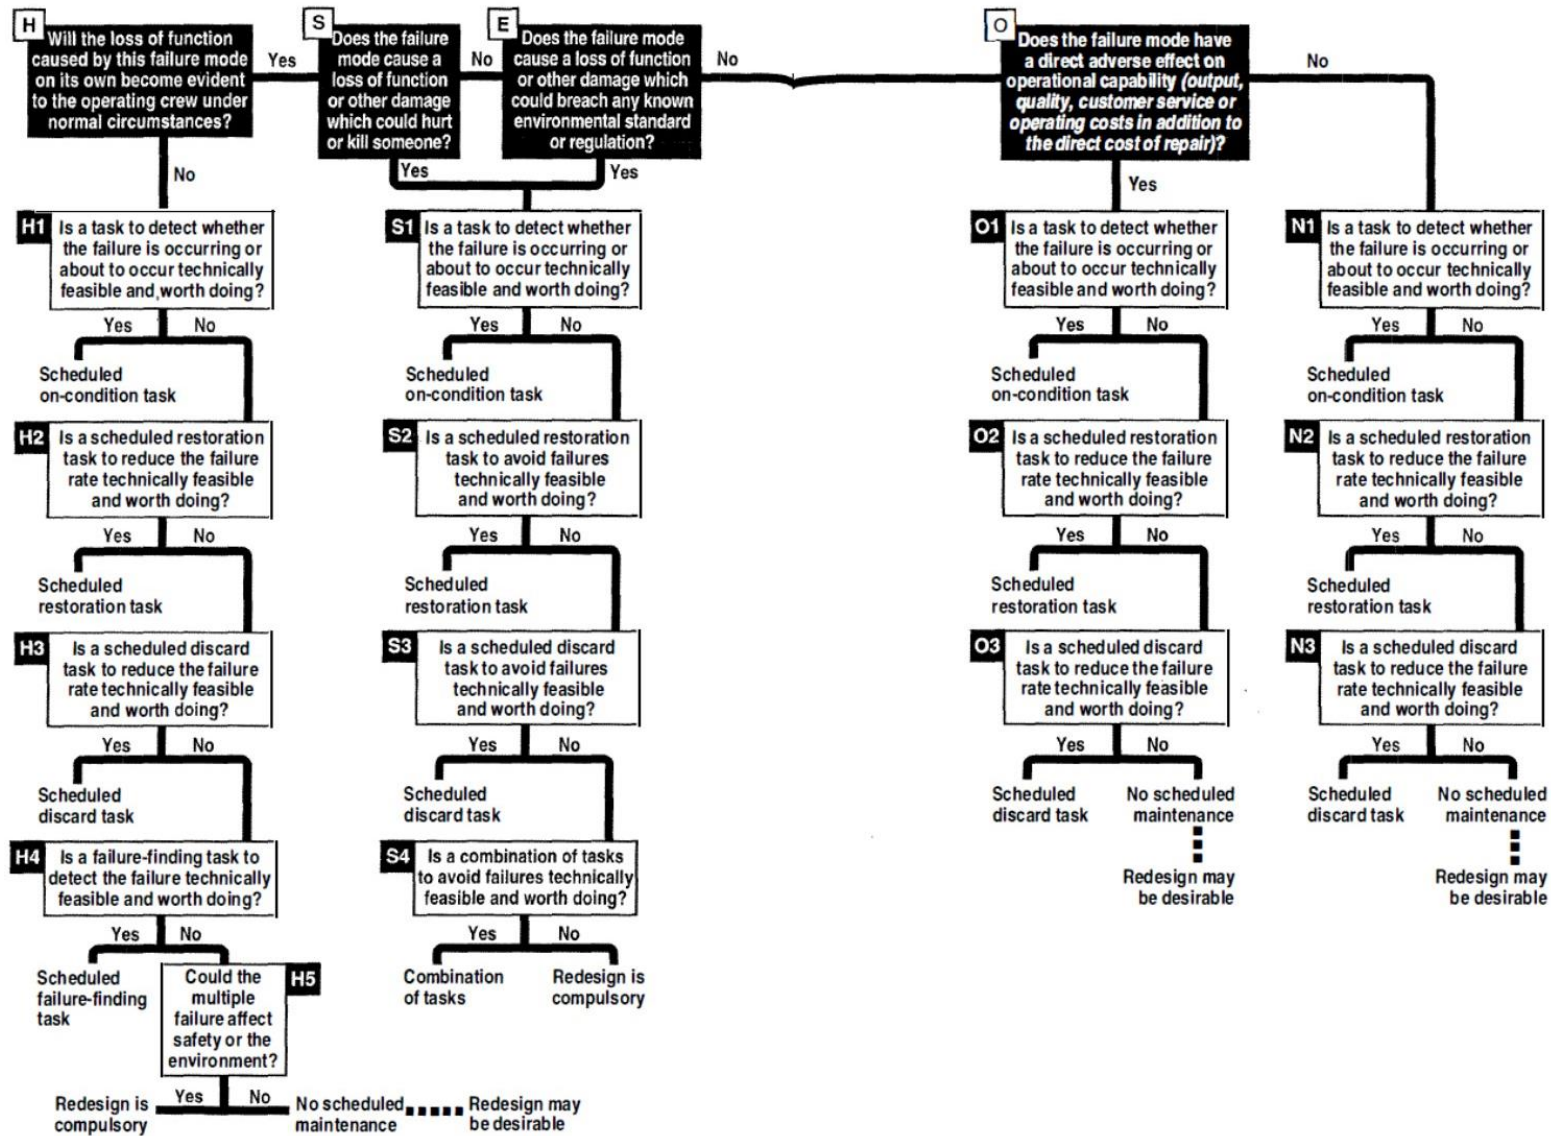 H
Will the loss of function
caused by this failure mode
on its own become evident
to the operating crew under
normal circumstances?
Yes
No
S
Does the failure
mode cause a
loss of function
or other damage
which could hurt
or kill someone?
No
Yes
E
Does the failure mode
cause a loss of function
or other damage which
could breach any known
environmental standard
or regulation?
No
Yes
O
Does the failure mode have
a direct adverse effect on
operational capability (output,
quality, customer service or
operating costs in addition to
the direct cost of repair)?
No
Yes
H1
Is a task to detect whether
the failure is occurring or
about to occur technically
feasible and worth doing?
Yes No
Scheduled
on-condition task
H2
Is a scheduled restoration
task to reduce the failure
rate technically feasible
and worth doing?
Yes No
Scheduled
restoration task
H3
Is a scheduled discard
task to reduce the failure
rate technically feasible
and worth doing?
Yes No
Scheduled
discard task
H4
Is a failure-finding task to
detect the failure technically
feasible and worth doing?
Yes No
Scheduled
failure-finding
task
H5
Could the
multiple
failure affect
safety or the
environment?
Yes No
Redesign is
compulsory
No scheduled
maintenance
Redesign may
be desirable
S1
Is a task to detect whether
the failure is occurring or
about to occur technically
feasible and worth doing?
Yes No
Scheduled
on-condition task
S2
Is a scheduled restoration
task to avoid failures
technically feasible
and worth doing?
Yes No
Scheduled
restoration task
S3
Is a scheduled discard
task to avoid failures
technically feasible
and worth doing?
Yes No
Scheduled
discard task
S4
Is a combination of tasks
to avoid failures technically
feasible and worth doing?
Yes No
Combination
of tasks
Redesign is
compulsory
O1
Is a task to detect whether
the failure is occurring or
about to occur technically
feasible and worth doing?
Yes No
Scheduled
on-condition task
O2
Is a scheduled restoration
task to reduce the failure
rate technically feasible
and worth doing?
Yes No
Scheduled
restoration task
O3
Is a scheduled discard
task to reduce the failure
rate technically feasible
and worth doing?
Yes No
Scheduled
discard task
No scheduled
maintenance
Redesign may
be desirable
N1
Is a task to detect whether
the failure is occurring or
about to occur technically
feasible and worth doing?
Yes No
Scheduled
on-condition task
N2
Is a scheduled restoration
task to reduce the failure
rate technically feasible
and worth doing?
Yes No
Scheduled
restoration task
N3
Is a scheduled discard
task to reduce the failure
rate technically feasible
and worth doing?
Yes No
Scheduled
discard task
No scheduled
maintenance
Redesign may
be desirable